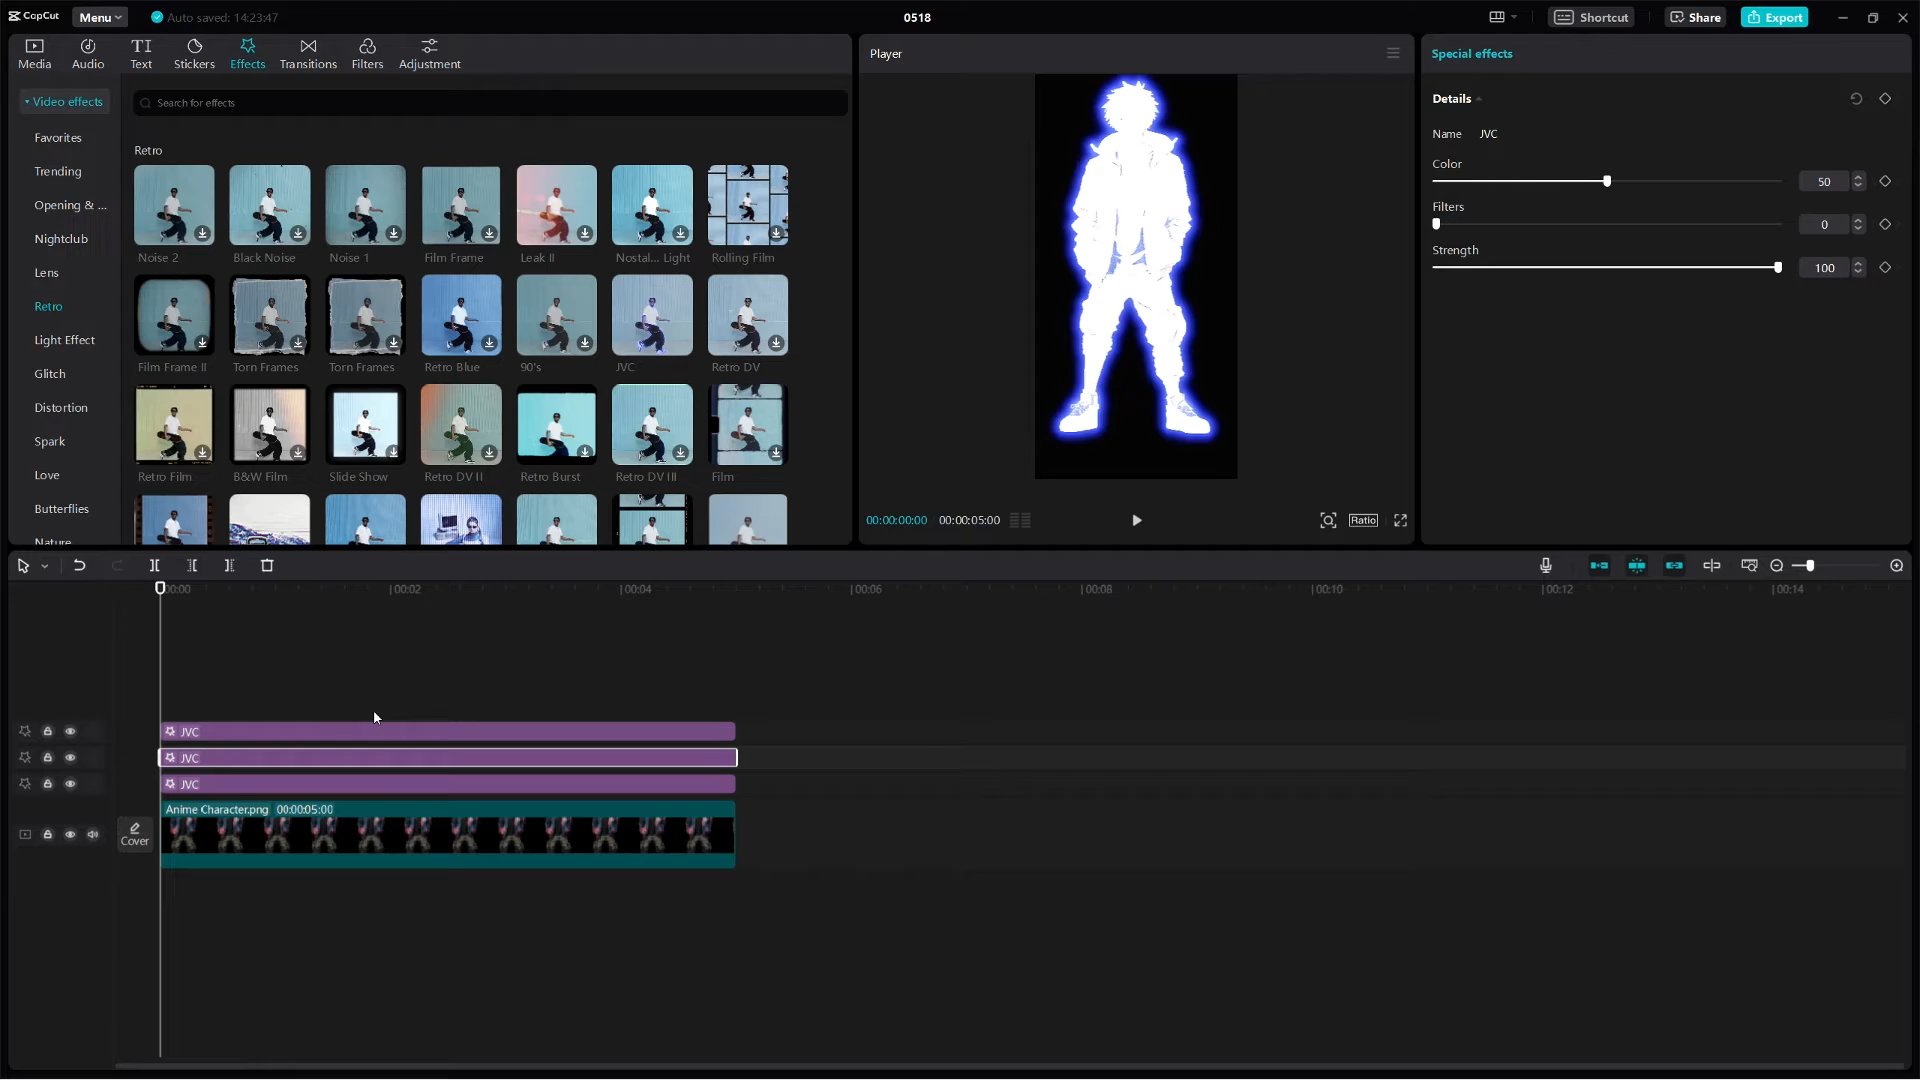 CapCut Menu Auto saved: 14:23:47 0518 Shortcut Share Export
Media Audio Text Stickers Effects Transitions Filters Adjustment
Video effects
Favorites
Trending
Opening & ...
Nightclub
Lens
Retro
Light Effect
Glitch
Distortion
Spark
Love
Butterflies
Nature
Search for effects
Retro
Noise 2 Black Noise Noise 1 Film Frame Leak II Nostal... Light Rolling Film
Film Frame II Torn Frames Torn Frames Retro Blue 90's JVC Retro DV
Retro Film B&W Film Slide Show Retro DV II Retro Burst Retro DV III Film
Player
00:00:00:00 00:00:05:00 Ratio
Special effects
Details
Name JVC
Color
50
Filters
0
Strength
100
00:00 00:02 00:04 00:06 00:08 00:10 00:12 00:14
JVC
JVC
JVC
Anime Character.png 00:00:05:00
Cover